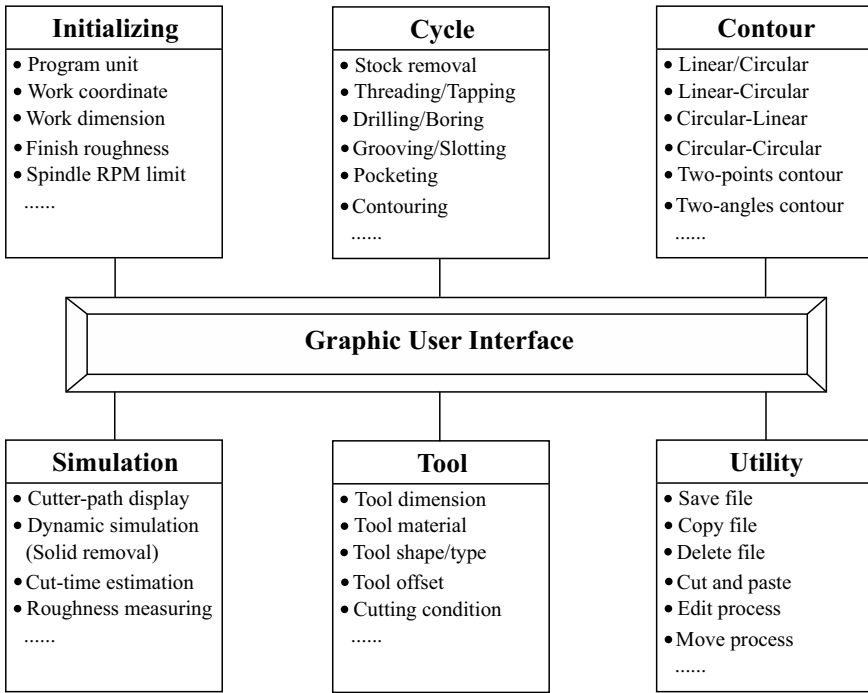 Initializing
• Program unit
• Work coordinate
• Work dimension
• Finish roughness
• Spindle RPM limit
......
Cycle
• Stock removal
• Threading/Tapping
• Drilling/Boring
• Grooving/Slotting
• Pocketing
• Contouring
......
Contour
• Linear/Circular
• Linear-Circular
• Circular-Linear
• Circular-Circular
• Two-points contour
• Two-angles contour
......
Graphic User Interface
Simulation
• Cutter-path display
• Dynamic simulation
(Solid removal)
• Cut-time estimation
• Roughness measuring
......
Tool
• Tool dimension
• Tool material
• Tool shape/type
• Tool offset
• Cutting condition
......
Utility
• Save file
• Copy file
• Delete file
• Cut and paste
• Edit process
• Move process
......